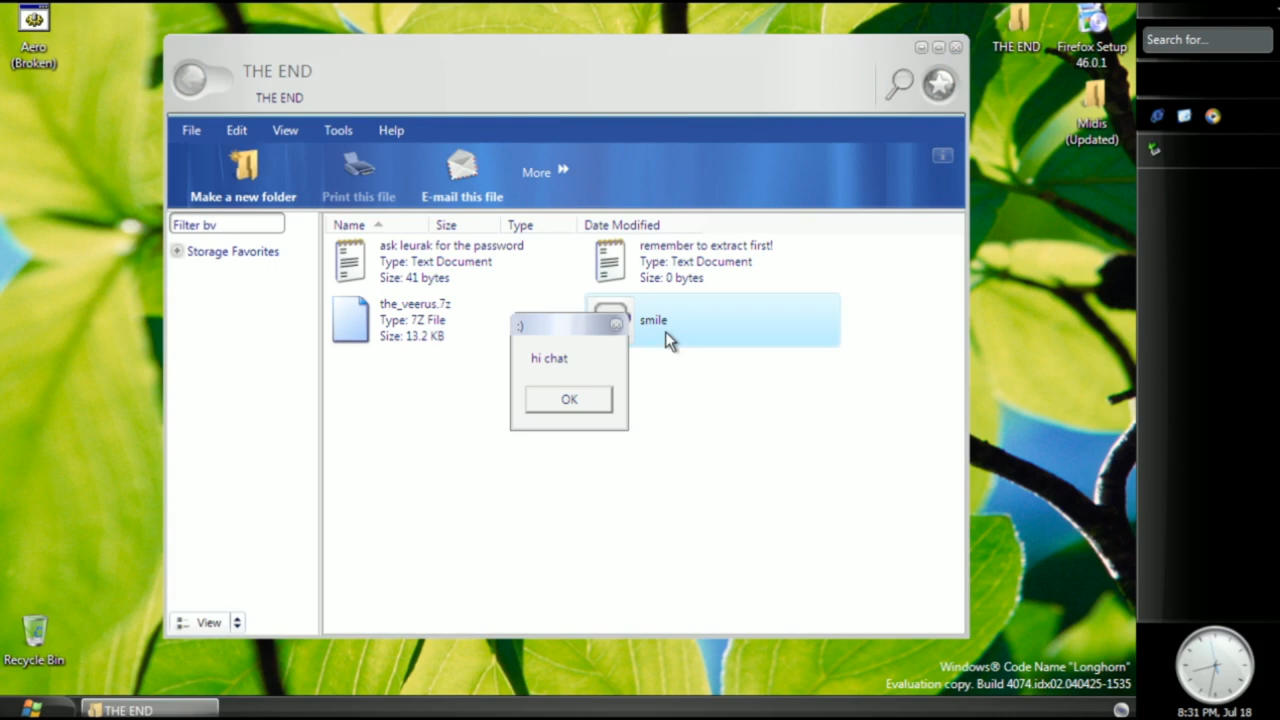 Aero
(Broken)
THE END
Firefox Setup
46.0.1
Midis
(Updated)
Search for...
THE END
THE END
File Edit View Tools Help
Make a new folder
Print this file
E-mail this file
More
Filter by
Storage Favorites
Name Size Type Date Modified
ask leurak for the password
Type: Text Document
Size: 41 bytes
remember to extract first!
Type: Text Document
Size: 0 bytes
the_veerus.7z
Type: 7Z File
Size: 13.2 KB
smile
:)
hi chat
OK
View
Recycle Bin
Windows® Code Name "Longhorn"
Evaluation copy. Build 4074.idx02.040425-1535
THE END
8:31 PM, Jul 18